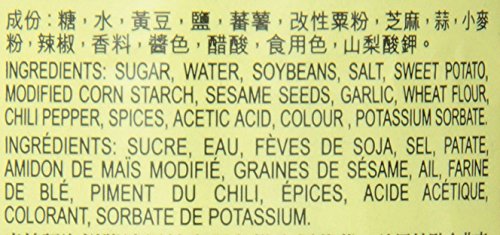 成份：糖，水，黃豆，鹽，蕃薯，改性粟粉，芝麻，蒜，小麥
粉，辣椒，香料，醬色，醋酸，食用色，山梨酸鉀。
INGREDIENTS: SUGAR, WATER, SOYBEANS, SALT, SWEET POTATO,
MODIFIED CORN STARCH, SESAME SEEDS, GARLIC, WHEAT FLOUR,
CHILI PEPPER, SPICES, ACETIC ACID, COLOUR , POTASSIUM SORBATE.
INGRÉDIENTS: SUCRE, EAU, FÈVES DE SOJA, SEL, PATATE,
AMIDON DE MAÏS MODIFIÉ, GRAINES DE SÉSAME, AIL, FARINE
DE BLÉ, PIMENT DU CHILI, ÉPICES, ACIDE ACÉTIQUE,
COLORANT, SORBATE DE POTASSIUM.